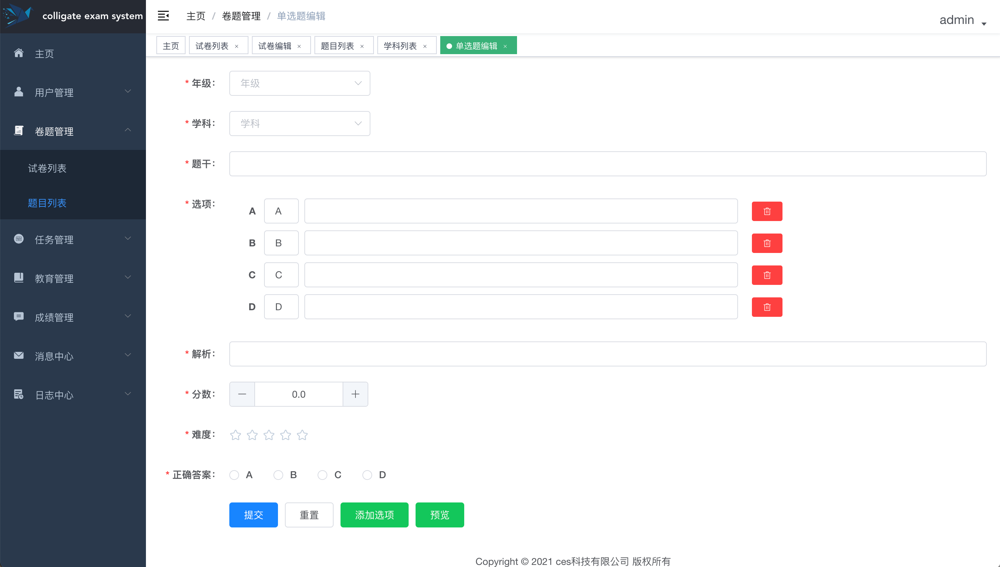 colligate exam system
主页 / 卷题管理 / 单选题编辑
admin
主页
试卷列表 ×
试卷编辑 ×
题目列表 ×
学科列表 ×
单选题编辑 ×
主页
用户管理
卷题管理
试卷列表
题目列表
任务管理
教育管理
成绩管理
消息中心
日志中心
* 年级： 年级
* 学科： 学科
* 题干：
* 选项：
A A
B B
C C
D D
* 解析：
* 分数： 0.0
* 难度：
* 正确答案： A B C D
提交 重置 添加选项 预览
Copyright © 2021 ces科技有限公司 版权所有